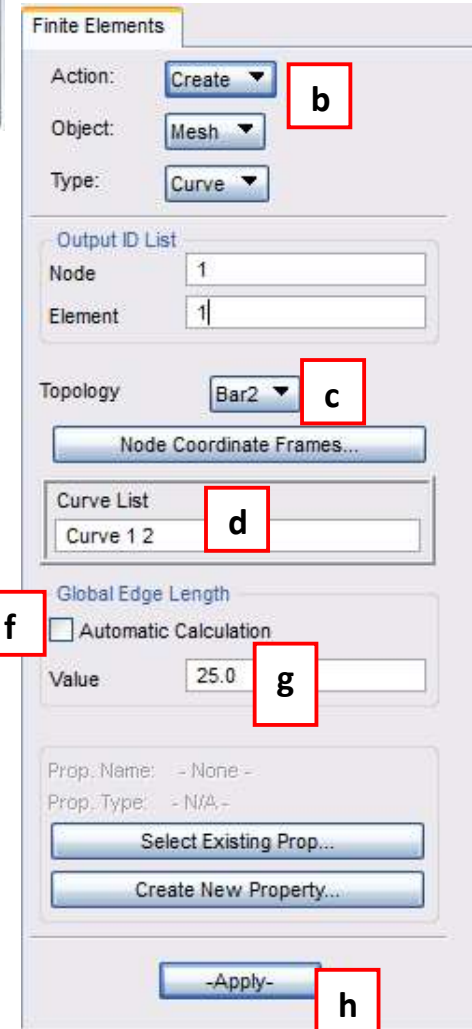 Finite Elements
Action: Create b
Object: Mesh
Type: Curve
Output ID List
Node 1
Element 1
Topology Bar2 c
Node Coordinate Frames...
Curve List d
Curve 1 2
Global Edge Length
f Automatic Calculation
Value 25.0 g
Prop. Name: - None -
Prop. Type: - N/A -
Select Existing Prop...
Create New Property...
-Apply- h